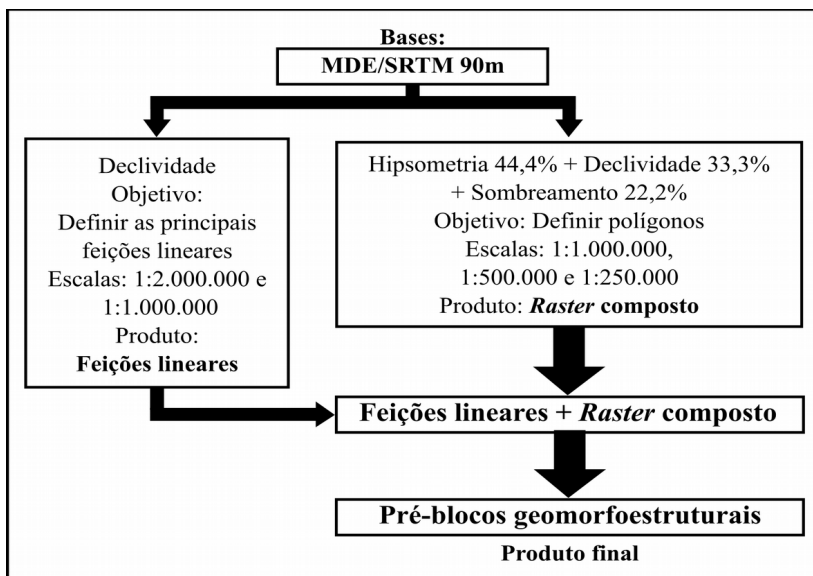 Bases:
MDE/SRTM 90m
Declividade
Objetivo:
Definir as principais
feições lineares
Escalas: 1:2.000.000 e
1:1.000.000
Produto:
Feições lineares
Hipsometria 44,4% + Declividade 33,3%
+ Sombreamento 22,2%
Objetivo: Definir polígonos
Escalas: 1:1.000.000,
1:500.000 e 1:250.000
Produto: Raster composto
Feições lineares + Raster composto
Pré-blocos geomorfoestruturais
Produto final